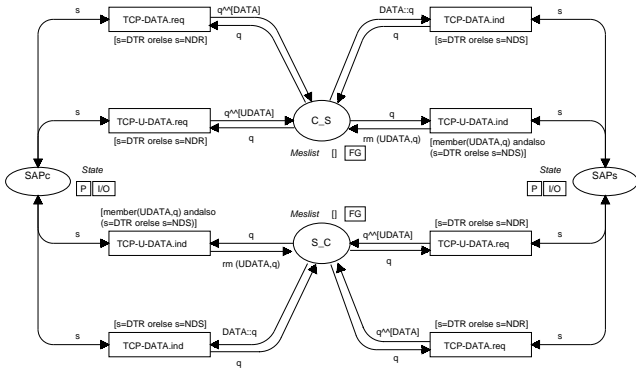 s
TCP-DATA.req
q^^[DATA]
q
[s=DTR orelse s=NDR]
DATA::q
q
TCP-DATA.ind
[s=DTR orelse s=NDS]
s
s
TCP-U-DATA.req
q^^[UDATA]
q
[s=DTR orelse s=NDR]
C_S
Meslist [] FG
q
rm (UDATA,q)
TCP-U-DATA.ind
[member(UDATA,q) andalso
(s=DTR orelse s=NDS)]
s
SAPc
State
P I/O
State
P I/O
SAPs
[member(UDATA,q) andalso
(s=DTR orelse s=NDS)]
s
TCP-U-DATA.ind
q
rm (UDATA,q)
Meslist [] FG
S_C
[s=DTR orelse s=NDR]
q^^[UDATA]
q
TCP-U-DATA.req
s
[s=DTR orelse s=NDS]
s
TCP-DATA.ind
DATA::q
q
[s=DTR orelse s=NDR]
q^^[DATA]
q
TCP-DATA.req
s